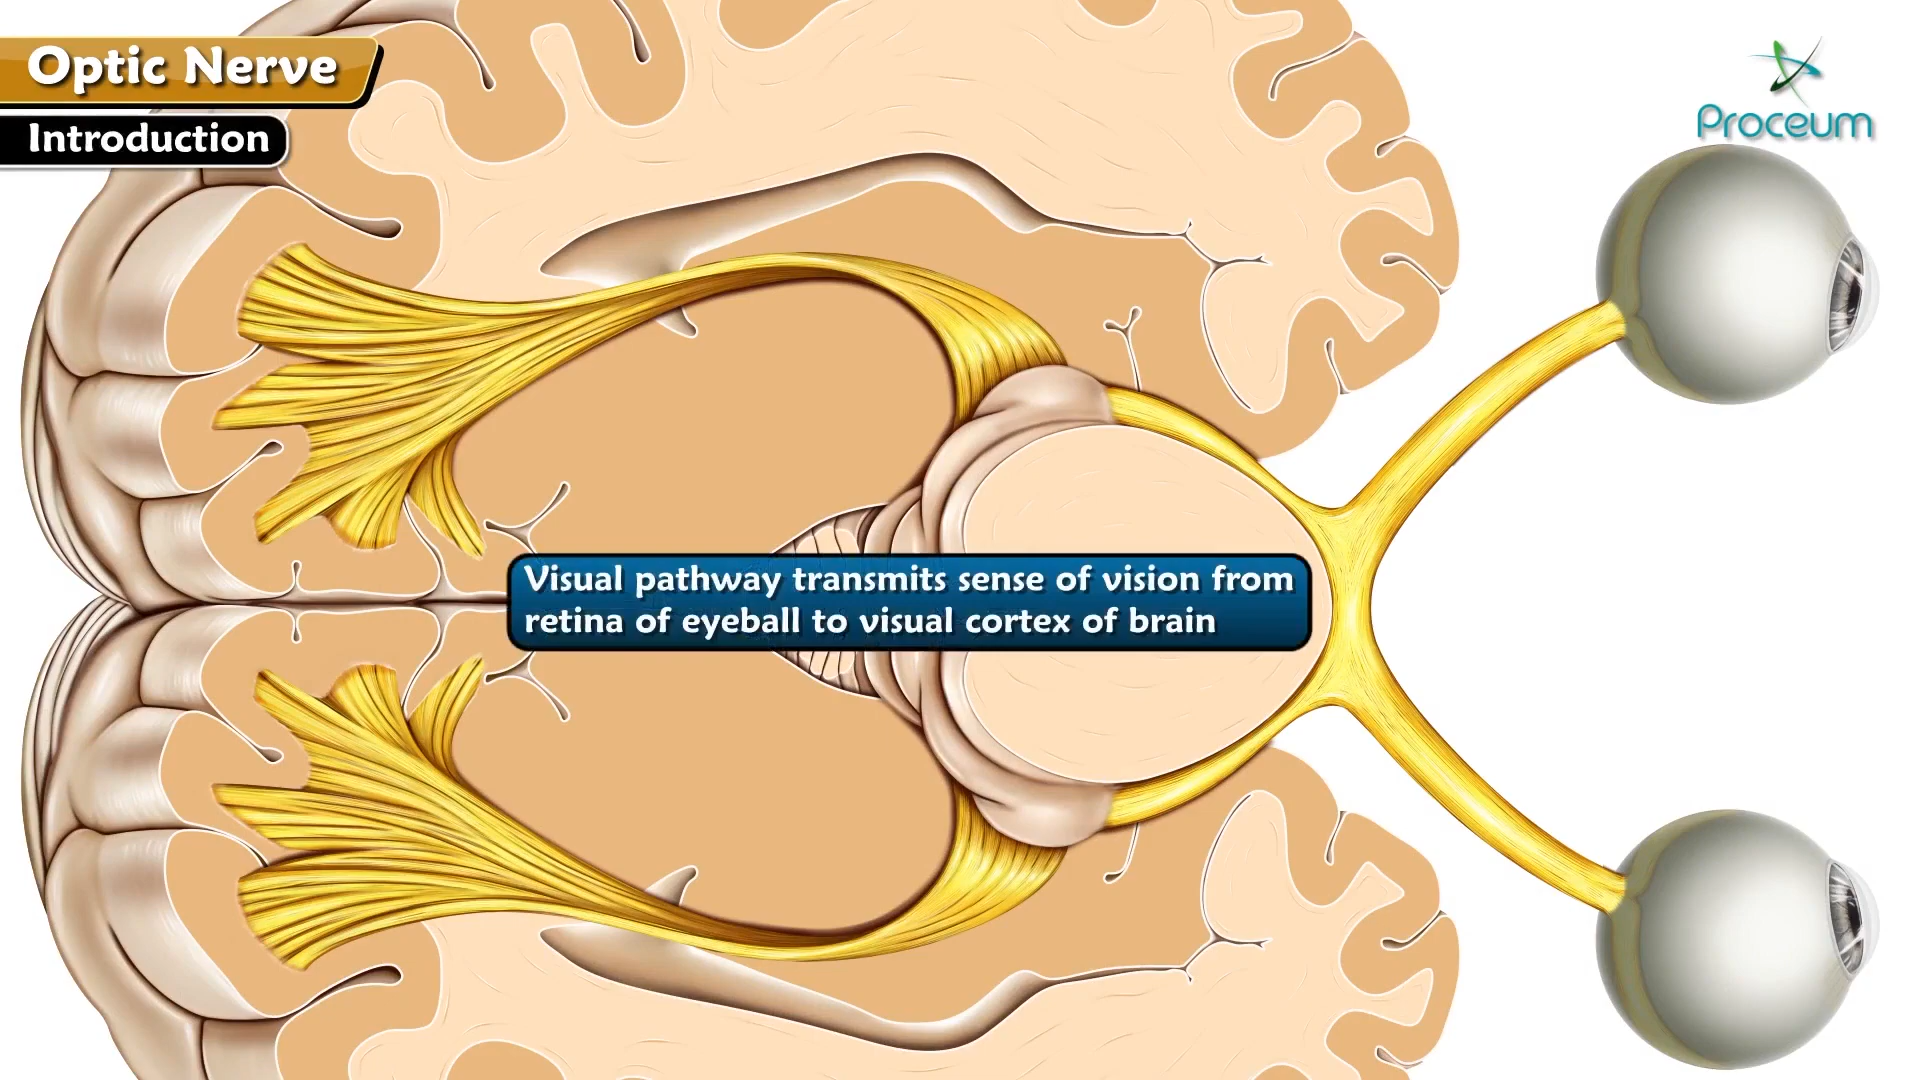 Optic Nerve
Introduction
Proceum
Visual pathway transmits sense of vision from
retina of eyeball to visual cortex of brain